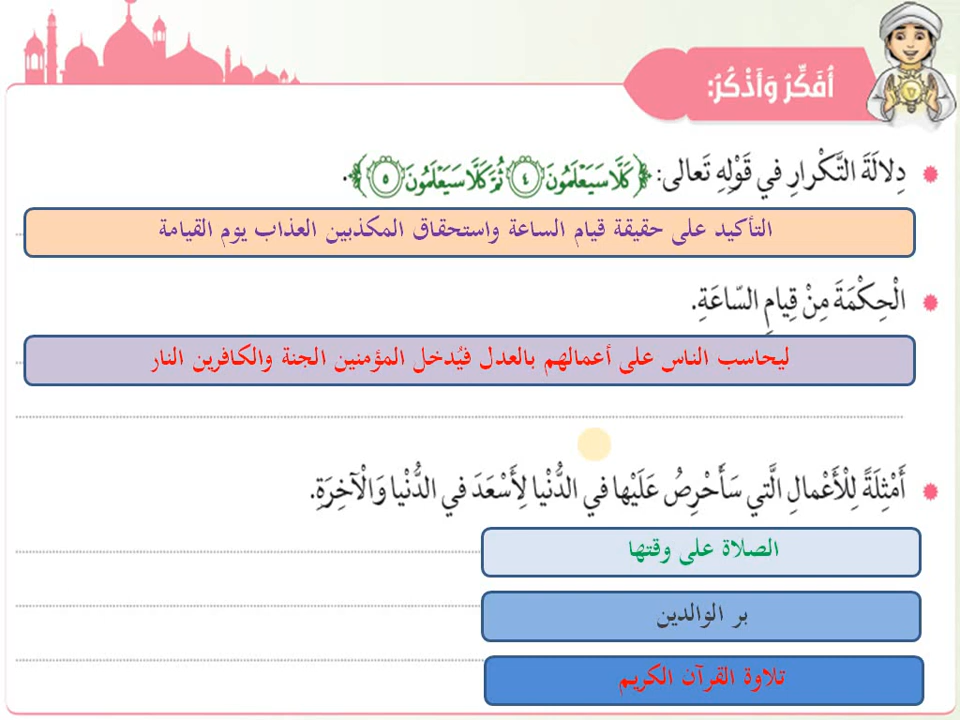 أُفَكِّرُ وَأَذْكُرُ:
دِلالَةَ التَّكْرارِ في قَوْلِهِ تَعالى: ﴿كَلَّا سَيَعْلَمُونَ ٤ ثُمَّ كَلَّا سَيَعْلَمُونَ ٥﴾.
التأكيد على حقيقة قيام الساعة واستحقاق المكذبين العذاب يوم القيامة
الْحِكْمَةَ مِنْ قِيامِ السّاعَةِ.
ليحاسب الناس على أعمالهم بالعدل فيُدخل المؤمنين الجنة والكافرين النار
أَمْثِلَةً لِلْأَعْمالِ الَّتي سَأَحْرِصُ عَلَيْها في الدُّنْيا لِأَسْعَدَ في الدُّنْيا وَالْآخِرَةِ.
الصلاة على وقتها
بر الوالدين
تلاوة القرآن الكريم